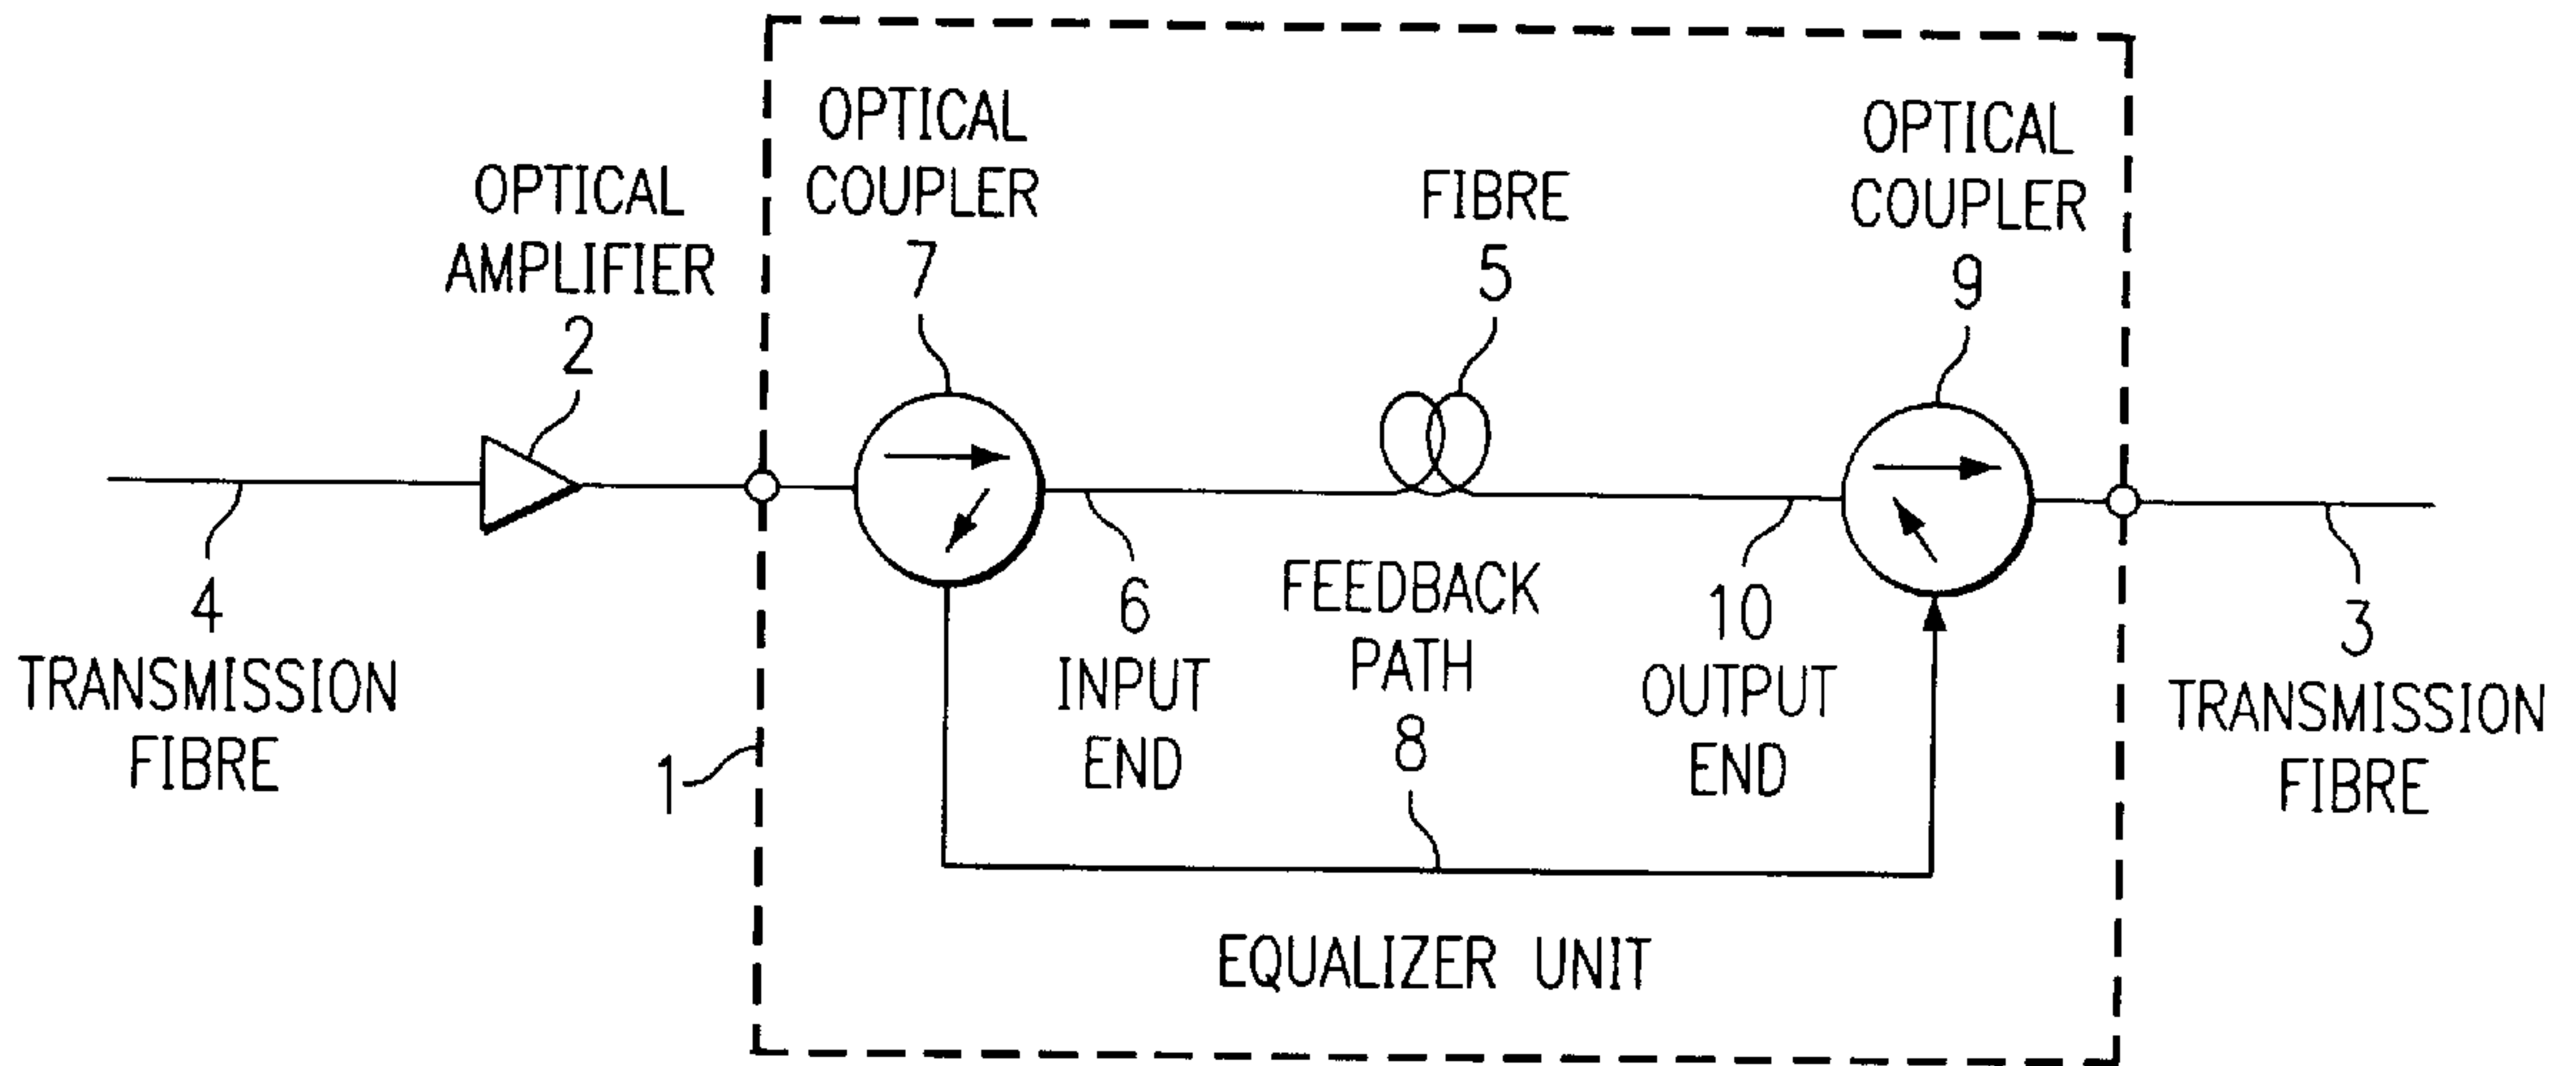 OPTICAL
AMPLIFIER
2
OPTICAL
COUPLER
7
FIBRE
5
OPTICAL
COUPLER
9
4
TRANSMISSION
FIBRE
1
6
INPUT
END
FEEDBACK
PATH
8
10
OUTPUT
END
3
TRANSMISSION
FIBRE
EQUALIZER UNIT